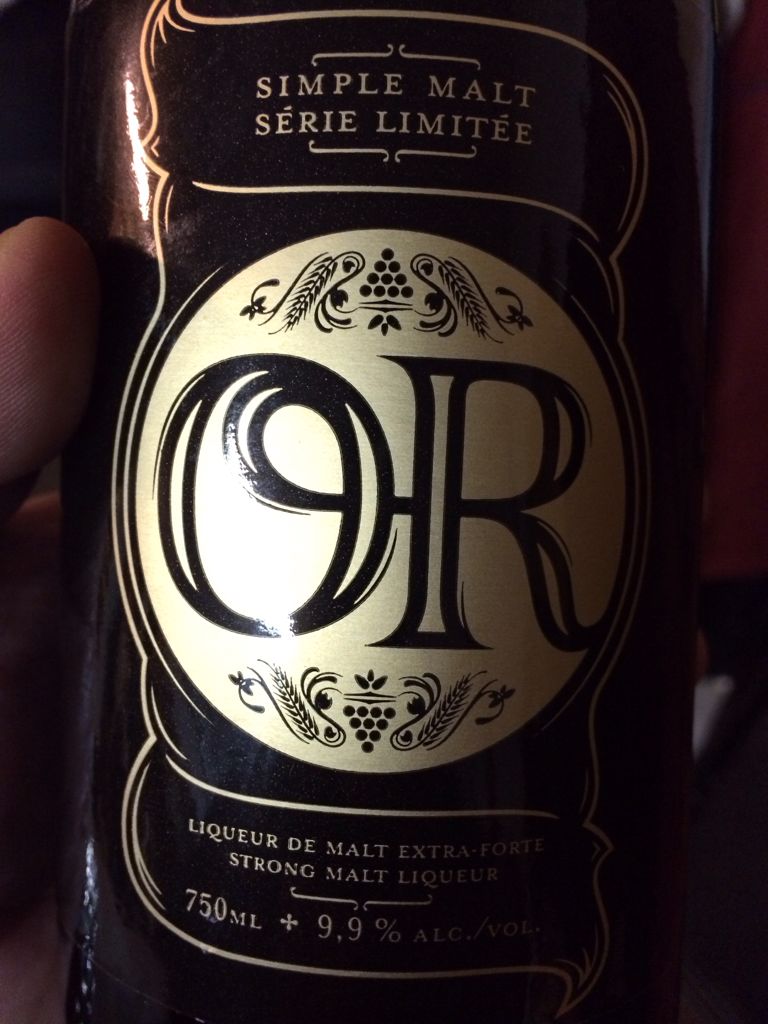 SIMPLE MALT
SÉRIE LIMITÉE
OR
LIQUEUR DE MALT EXTRA-FORTE
STRONG MALT LIQUEUR
750ML + 9,9 % ALC./VOL.